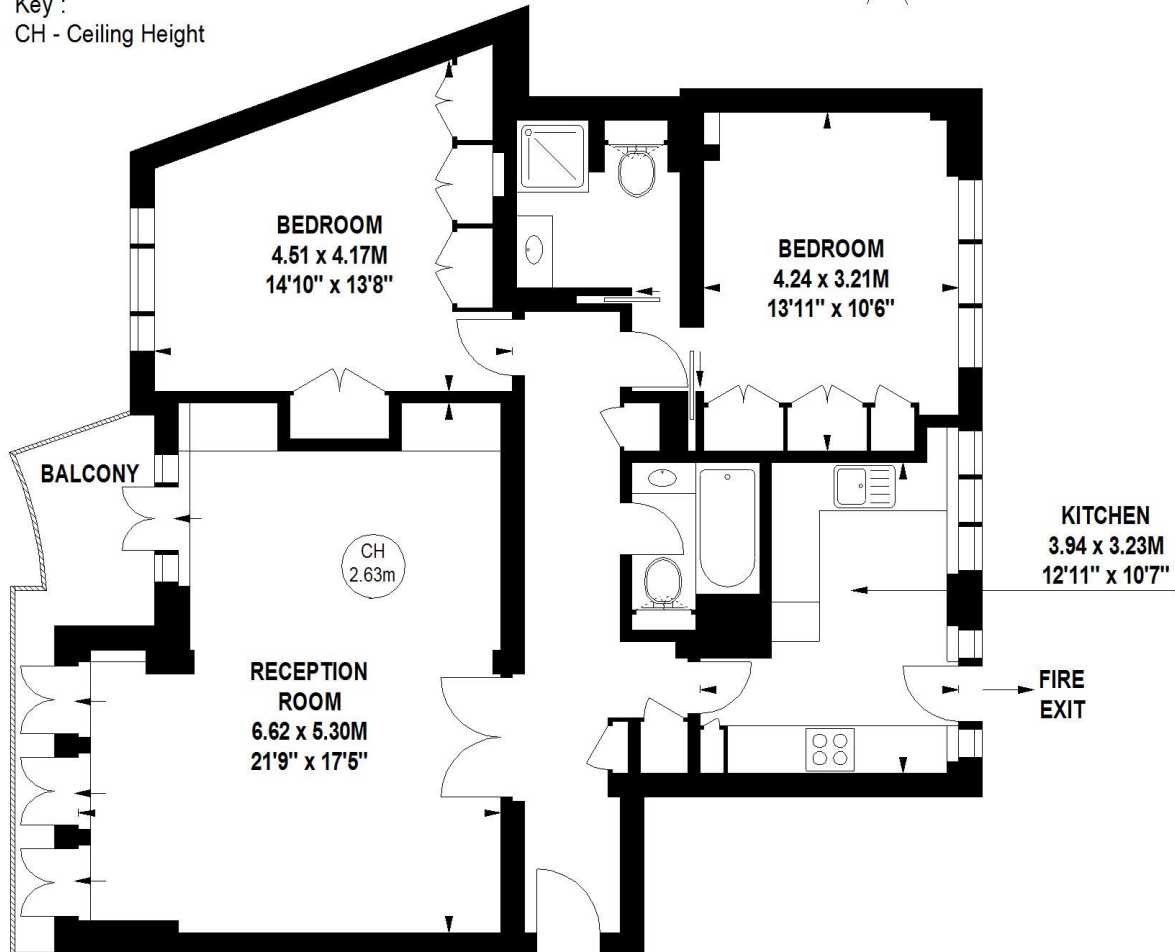 Key :
CH - Ceiling Height
BEDROOM
4.51 x 4.17M
14'10" x 13'8"
BEDROOM
4.24 x 3.21M
13'11" x 10'6"
BALCONY
CH
2.63m
KITCHEN
3.94 x 3.23M
12'11" x 10'7"
RECEPTION
ROOM
6.62 x 5.30M
21'9" x 17'5"
FIRE
EXIT